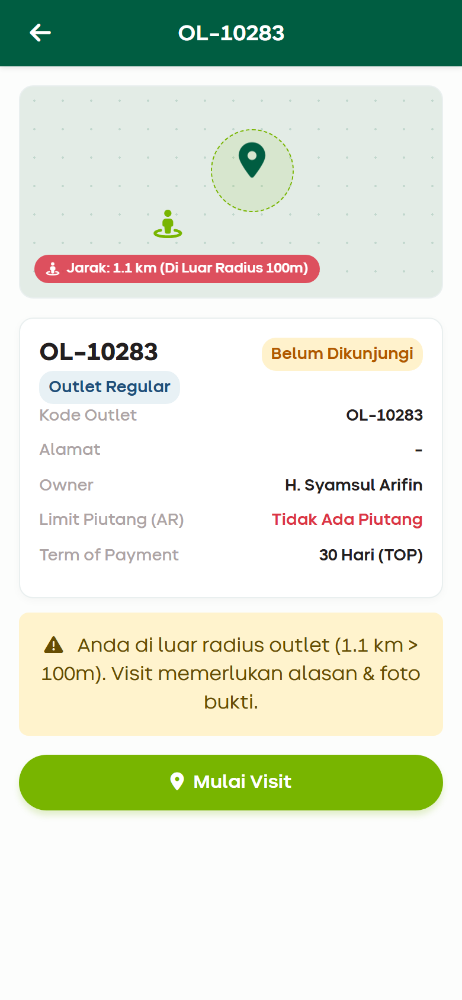 OL-10283
Jarak: 1.1 km (Di Luar Radius 100m)
OL-10283
Belum Dikunjungi
Outlet Regular
Kode Outlet OL-10283
Alamat -
Owner H. Syamsul Arifin
Limit Piutang (AR) Tidak Ada Piutang
Term of Payment 30 Hari (TOP)
Anda di luar radius outlet (1.1 km >
100m). Visit memerlukan alasan & foto
bukti.
Mulai Visit